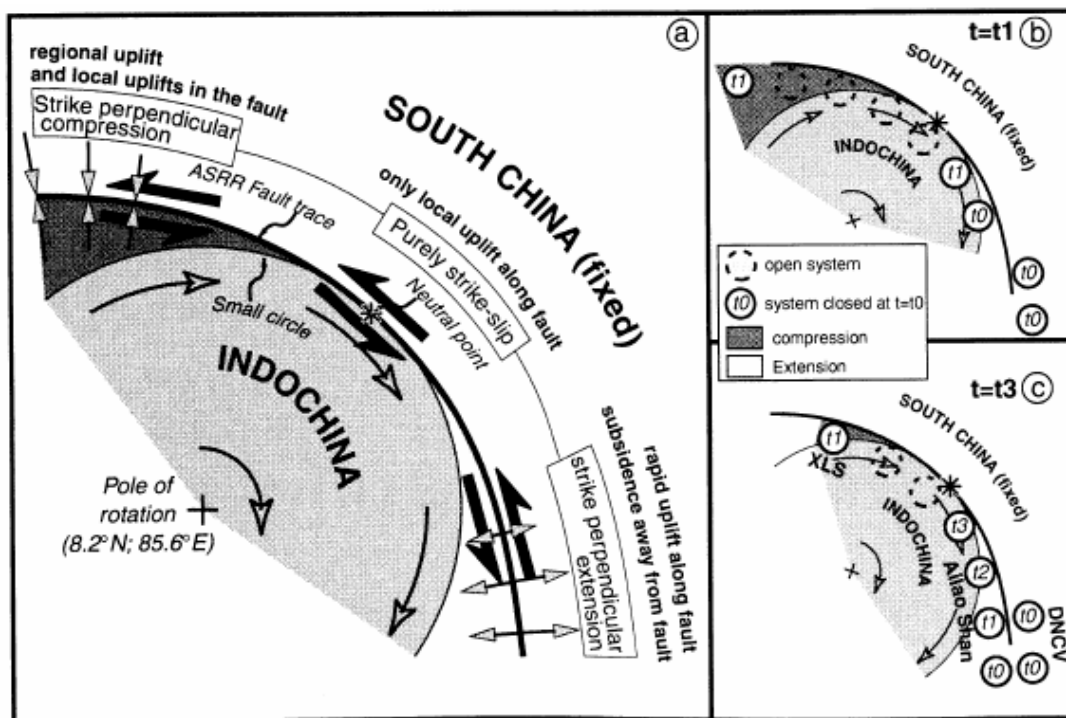 a
regional uplift
and local uplifts in the fault
Strike perpendicular
compression
ASRR Fault trace
SOUTH CHINA (fixed)
only local uplift along fault
Purely strike-slip
Neutral point
Small circle
INDOCHINA
Pole of
rotation
(8.2°N; 85.6°E)
rapid uplift along fault
subsidence away from fault
strike perpendicular
extension
t=t1 b
t1
SOUTH CHINA (fixed)
INDOCHINA
t1
t0
t0
t0
open system
t0 system closed at t=t0
compression
Extension
t=t3 c
SOUTH CHINA (fixed)
t1
XLS
INDOCHINA
t3
t2
Ailao Shan
t1
t0
DNCV
t0
t0